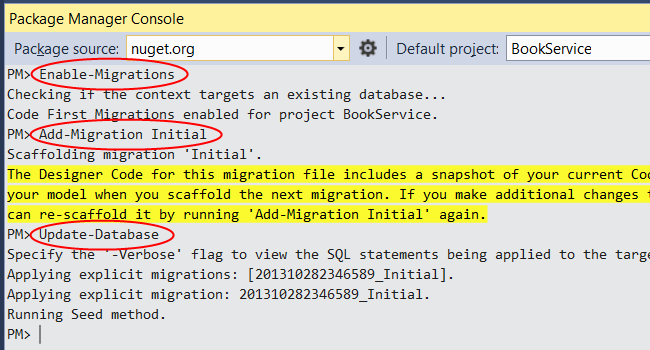 Package Manager Console
Package source: nuget.org Default project: BookService
PM> Enable-Migrations
Checking if the context targets an existing database...
Code First Migrations enabled for project BookService.
PM> Add-Migration Initial
Scaffolding migration 'Initial'.
The Designer Code for this migration file includes a snapshot of your current
your model when you scaffold the next migration. If you make additional changes
can re-scaffold it by running 'Add-Migration Initial' again.
PM> Update-Database
Specify the '-Verbose' flag to view the SQL statements being applied to the
Applying explicit migrations: [201310282346589_Initial].
Applying explicit migration: 201310282346589_Initial.
Running Seed method.
PM>